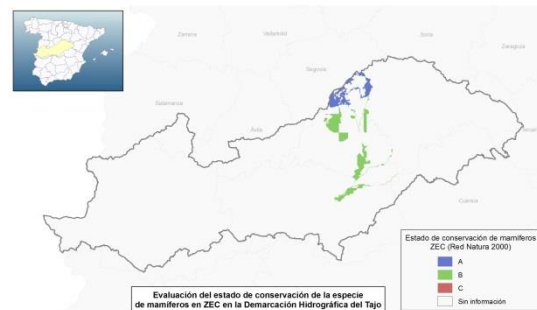 Zamora
Valladolid
Soria
Zaragoza
Segovia
Salamanca
Ávila
Cuenca
Estado de conservación de mamíferos
ZEC (Red Natura 2000)
A
B
C
Sin información
Evaluación del estado de conservación de la especie
de mamíferos en ZEC en la Demarcación Hidrográfica del Tajo